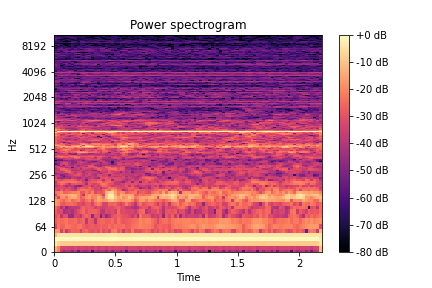 Power spectrogram
Hz
8192
4096
2048
1024
512
256
128
64
0
0
0.5
1
1.5
2
Time
+0 dB
-10 dB
-20 dB
-30 dB
-40 dB
-50 dB
-60 dB
-70 dB
-80 dB